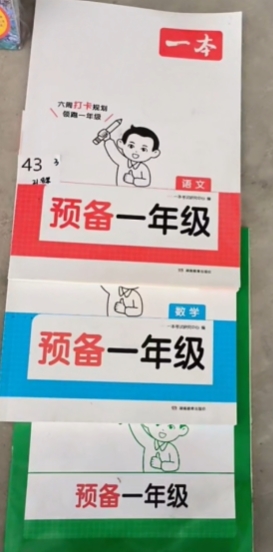 一本
六周打卡规划
领跑一年级
43
语文
预备一年级
数学
预备一年级
预备一年级